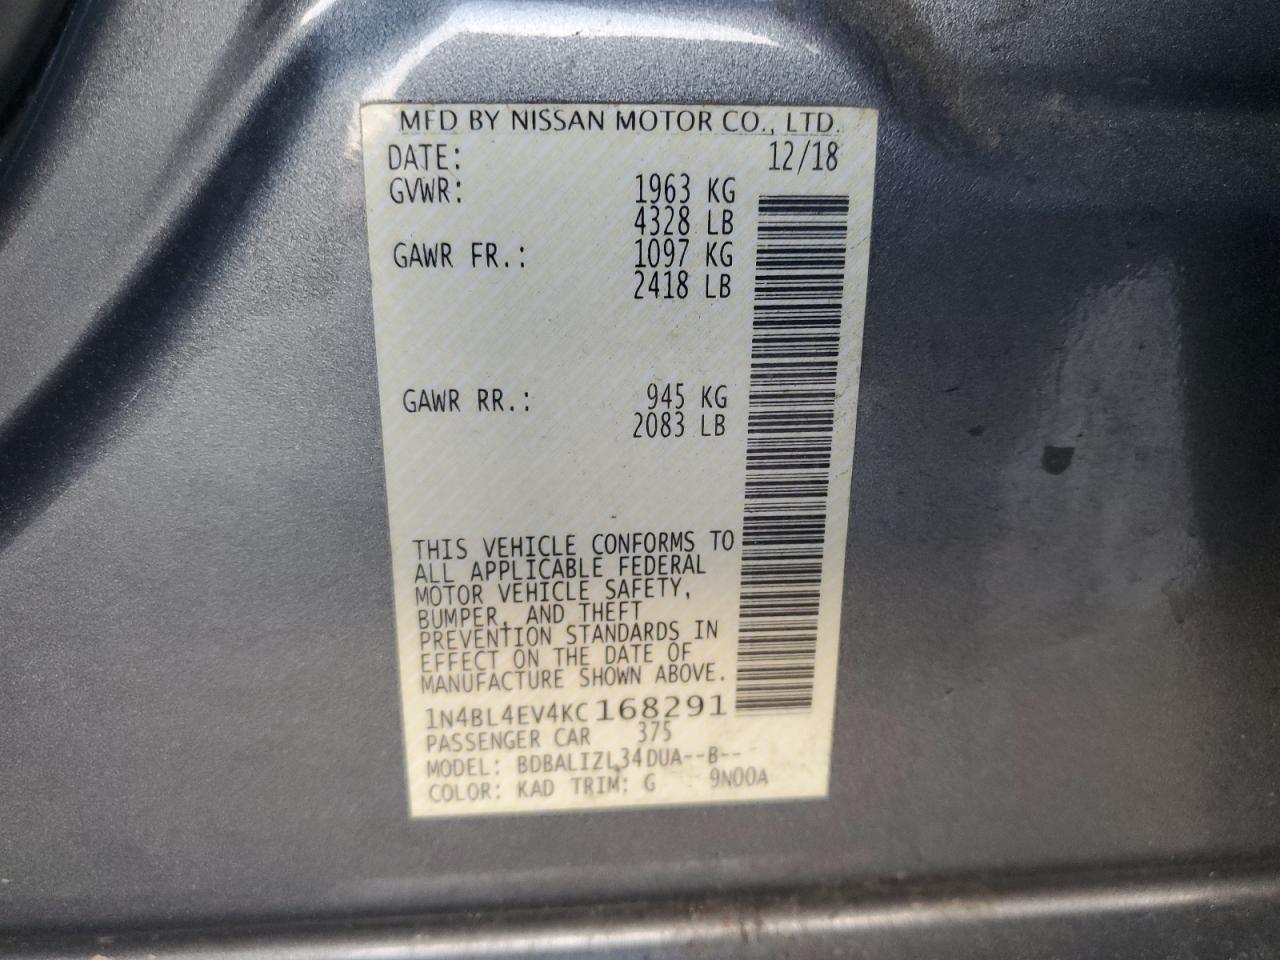 MFD BY NISSAN MOTOR CO., LTD.
DATE: 12/18
GVWR: 1963 KG
4328 LB
GAWR FR.: 1097 KG
2418 LB
GAWR RR.: 945 KG
2083 LB
THIS VEHICLE CONFORMS TO
ALL APPLICABLE FEDERAL
MOTOR VEHICLE SAFETY,
BUMPER, AND THEFT
PREVENTION STANDARDS IN
EFFECT ON THE DATE OF
MANUFACTURE SHOWN ABOVE.
1N4BL4EV4KC168291
PASSENGER CAR 375
MODEL: BDBALIZL34DUA--B--
COLOR: KAD TRIM: G 9N00A